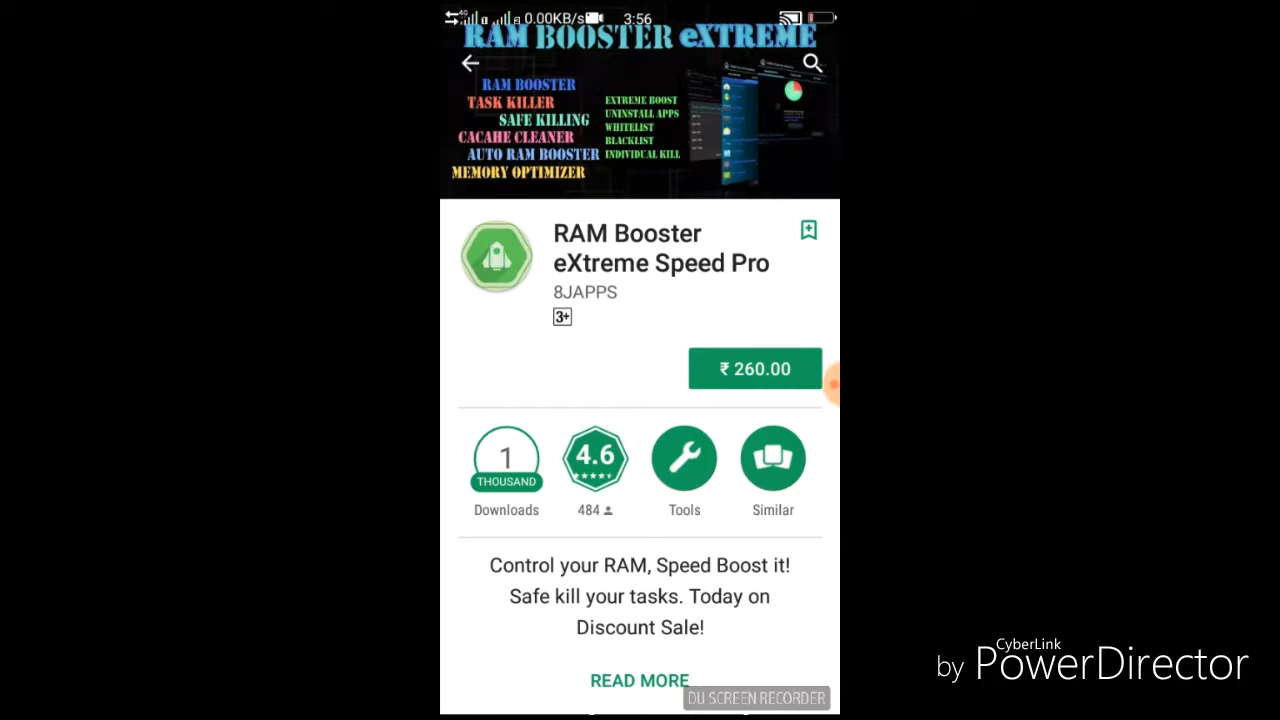 4G 0.00KB/s 3:56
RAM BOOSTER eXTREME
RAM BOOSTER
TASK KILLER
SAFE KILLING
CACAHE CLEANER
AUTO RAM BOOSTER
MEMORY OPTIMIZER
EXTREME BOOST
UNINSTALL APPS
WHITELIST
BLACKLIST
INDIVIDUAL KILL
RAM Booster
eXtreme Speed Pro
8JAPPS
3+
₹ 260.00
1
THOUSAND
Downloads
4.6
484
Tools
Similar
Control your RAM, Speed Boost it!
Safe kill your tasks. Today on
Discount Sale!
READ MORE
DU SCREEN RECORDER
CyberLink
by PowerDirector